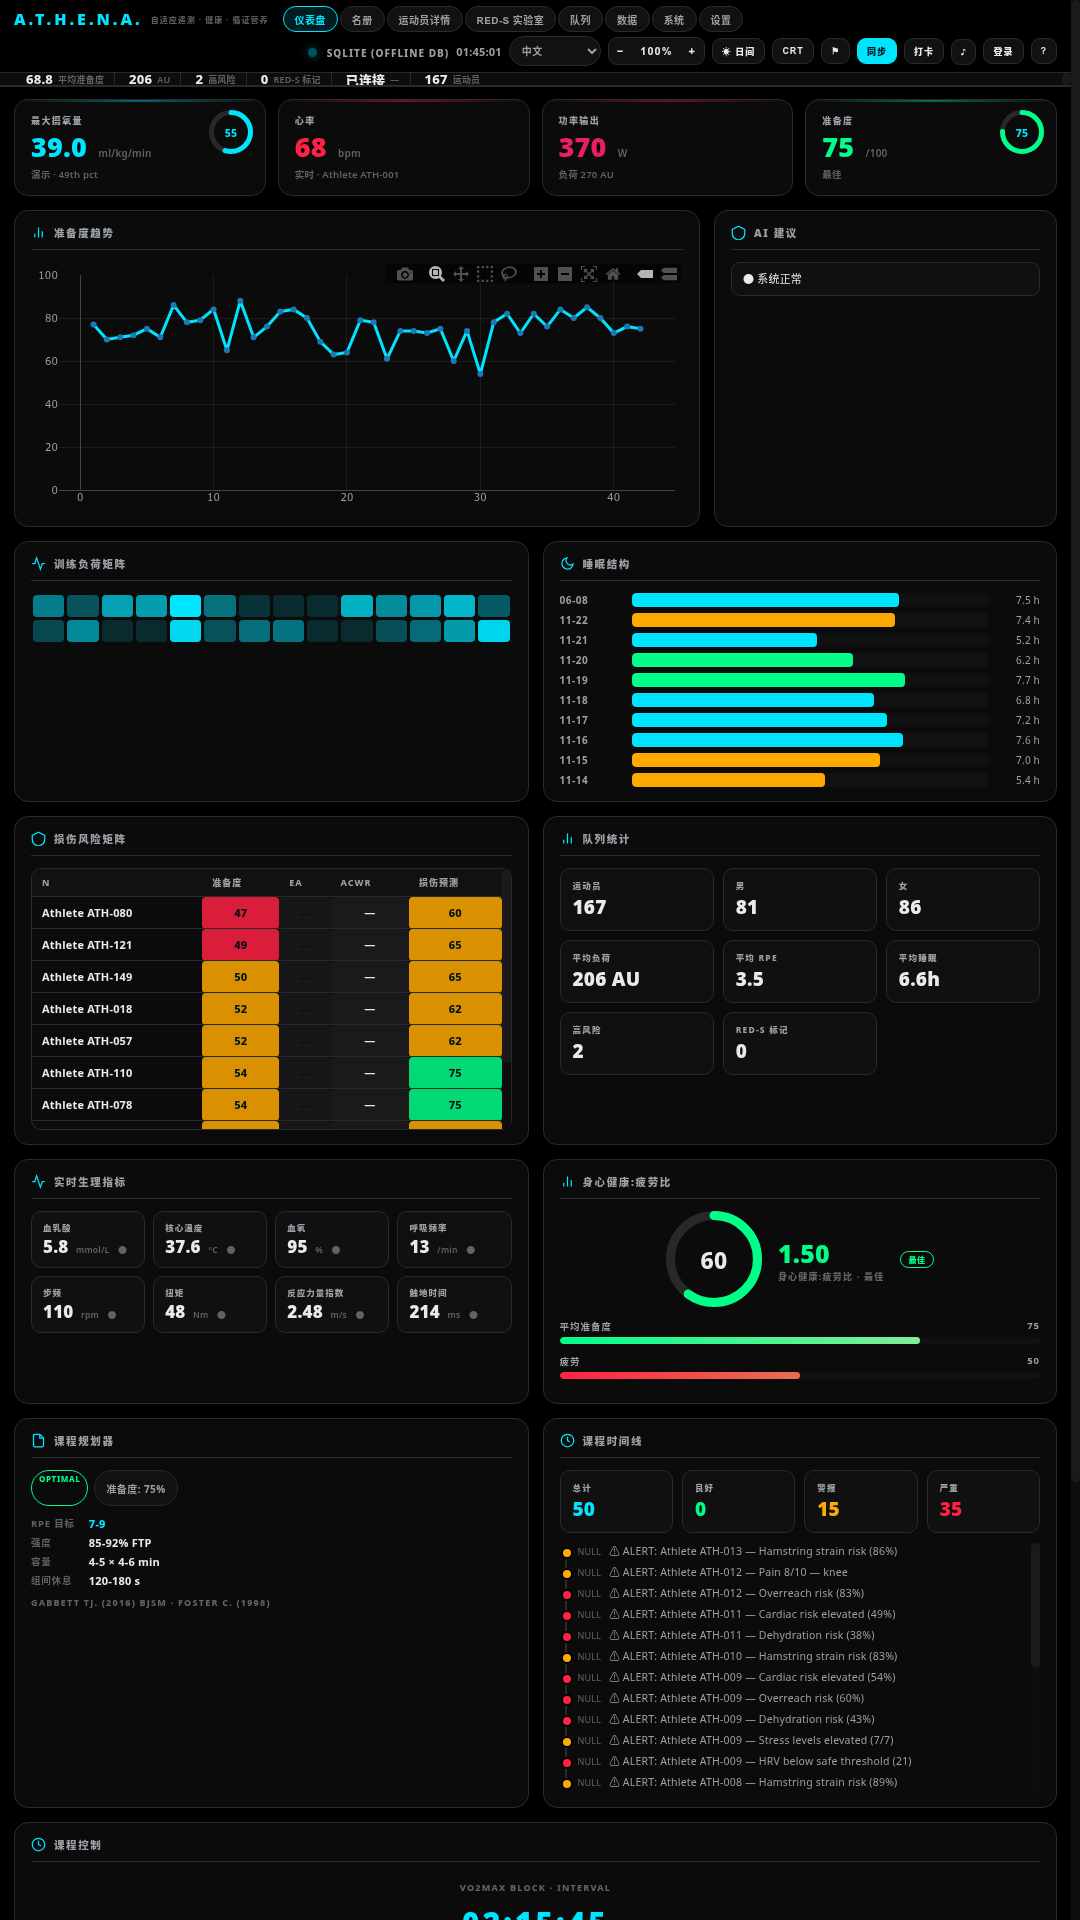 A.T.H.E.N.A. 自适应遥测 · 健康 · 循证营养 仪表盘 名册 运动员详情 RED-S 实验室 队列 数据 系统 设置
SQLITE (OFFLINE DB) 01:45:01 中文 − 100% + ☀ 日间 CRT ⚑ 同步 打卡 ♪ 登录 ?
68.8 平均准备度 206 AU 2 高风险 0 RED-S 标记 已连接 — 167 运动员
最大摄氧量
39.0 ml/kg/min
55
演示 · 49th pct
心率
68 bpm
实时 · Athlete ATH-001
功率输出
370 W
负荷 270 AU
准备度
75 /100
75
最佳
准备度趋势
100
80
60
40
20
0
0 10 20 30 40
AI 建议
● 系统正常
训练负荷矩阵
睡眠结构
06-08 7.5 h
11-22 7.4 h
11-21 5.2 h
11-20 6.2 h
11-19 7.7 h
11-18 6.8 h
11-17 7.2 h
11-16 7.6 h
11-15 7.0 h
11-14 5.4 h
损伤风险矩阵
N 准备度 EA ACWR 损伤预测
Athlete ATH-080 47 — — 60
Athlete ATH-121 49 — — 65
Athlete ATH-149 50 — — 65
Athlete ATH-018 52 — — 62
Athlete ATH-057 52 — — 62
Athlete ATH-110 54 — — 75
Athlete ATH-078 54 — — 75
队列统计
运动员 男 女
167 81 86
平均负荷 平均 RPE 平均睡眠
206 AU 3.5 6.6h
高风险 RED-S 标记
2 0
实时生理指标
血乳酸 核心温度 血氧 呼吸频率
5.8 mmol/L 37.6 °C 95 % 13 /min
步频 扭矩 反应力量指数 触地时间
110 rpm 48 Nm 2.48 m/s 214 ms
身心健康:疲劳比
60
1.50
身心健康:疲劳比 · 最佳
最佳
平均准备度 75
疲劳 50
课程规划器
OPTIMAL 准备度: 75%
RPE 目标 7-9
强度 85-92% FTP
容量 4-5 × 4-6 min
组间休息 120-180 s
GABBETT TJ. (2016) BJSM · FOSTER C. (1998)
课程时间线
总计 良好 警报 严重
50 0 15 35
NULL ⚠ ALERT: Athlete ATH-013 — Hamstring strain risk (86%)
NULL ⚠ ALERT: Athlete ATH-012 — Pain 8/10 — knee
NULL ⚠ ALERT: Athlete ATH-012 — Overreach risk (83%)
NULL ⚠ ALERT: Athlete ATH-011 — Cardiac risk elevated (49%)
NULL ⚠ ALERT: Athlete ATH-011 — Dehydration risk (38%)
NULL ⚠ ALERT: Athlete ATH-010 — Hamstring strain risk (83%)
NULL ⚠ ALERT: Athlete ATH-009 — Cardiac risk elevated (54%)
NULL ⚠ ALERT: Athlete ATH-009 — Overreach risk (60%)
NULL ⚠ ALERT: Athlete ATH-009 — Dehydration risk (43%)
NULL ⚠ ALERT: Athlete ATH-009 — Stress levels elevated (7/7)
NULL ⚠ ALERT: Athlete ATH-009 — HRV below safe threshold (21)
NULL ⚠ ALERT: Athlete ATH-008 — Hamstring strain risk (89%)
课程控制
VO2MAX BLOCK · INTERVAL